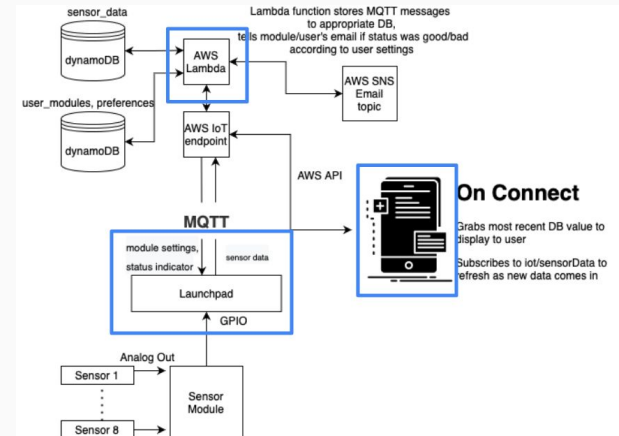 sensor_data
dynamoDB
Lambda function stores MQTT messages
to appropriate DB,
tells module/user's email if status was good/bad
according to user settings
AWS
Lambda
AWS SNS
Email
topic
user_modules, preferences
dynamoDB
AWS IoT
endpoint
AWS API
On Connect
Grabs most recent DB value to
display to user
Subscribes to iot/sensorData to
refresh as new data comes in
MQTT
module settings,
status indicator
sensor data
Launchpad
GPIO
Analog Out
Sensor 1
Sensor
Module
Sensor 8